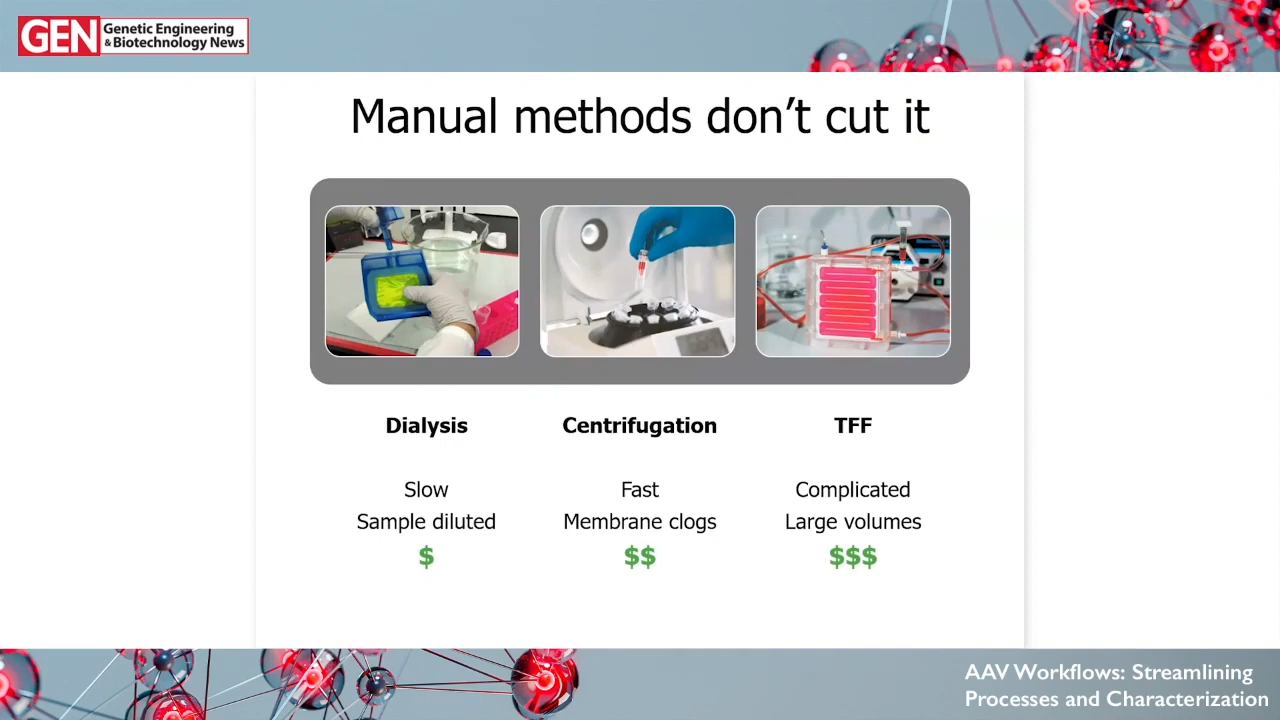 GEN Genetic Engineering
& Biotechnology News
Manual methods don't cut it
Dialysis
Centrifugation
TFF
Slow
Fast
Complicated
Sample diluted
Membrane clogs
Large volumes
$
$$
$$$
AAV Workflows: Streamlining
Processes and Characterization